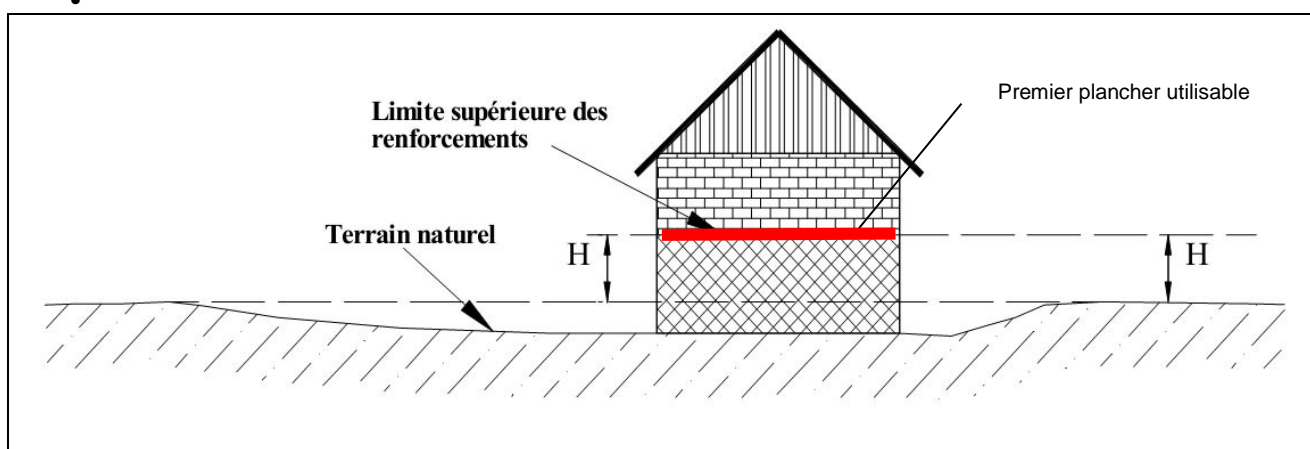 Premier plancher utilisable
Limite supérieure des
renforcements
Terrain naturel
H
H